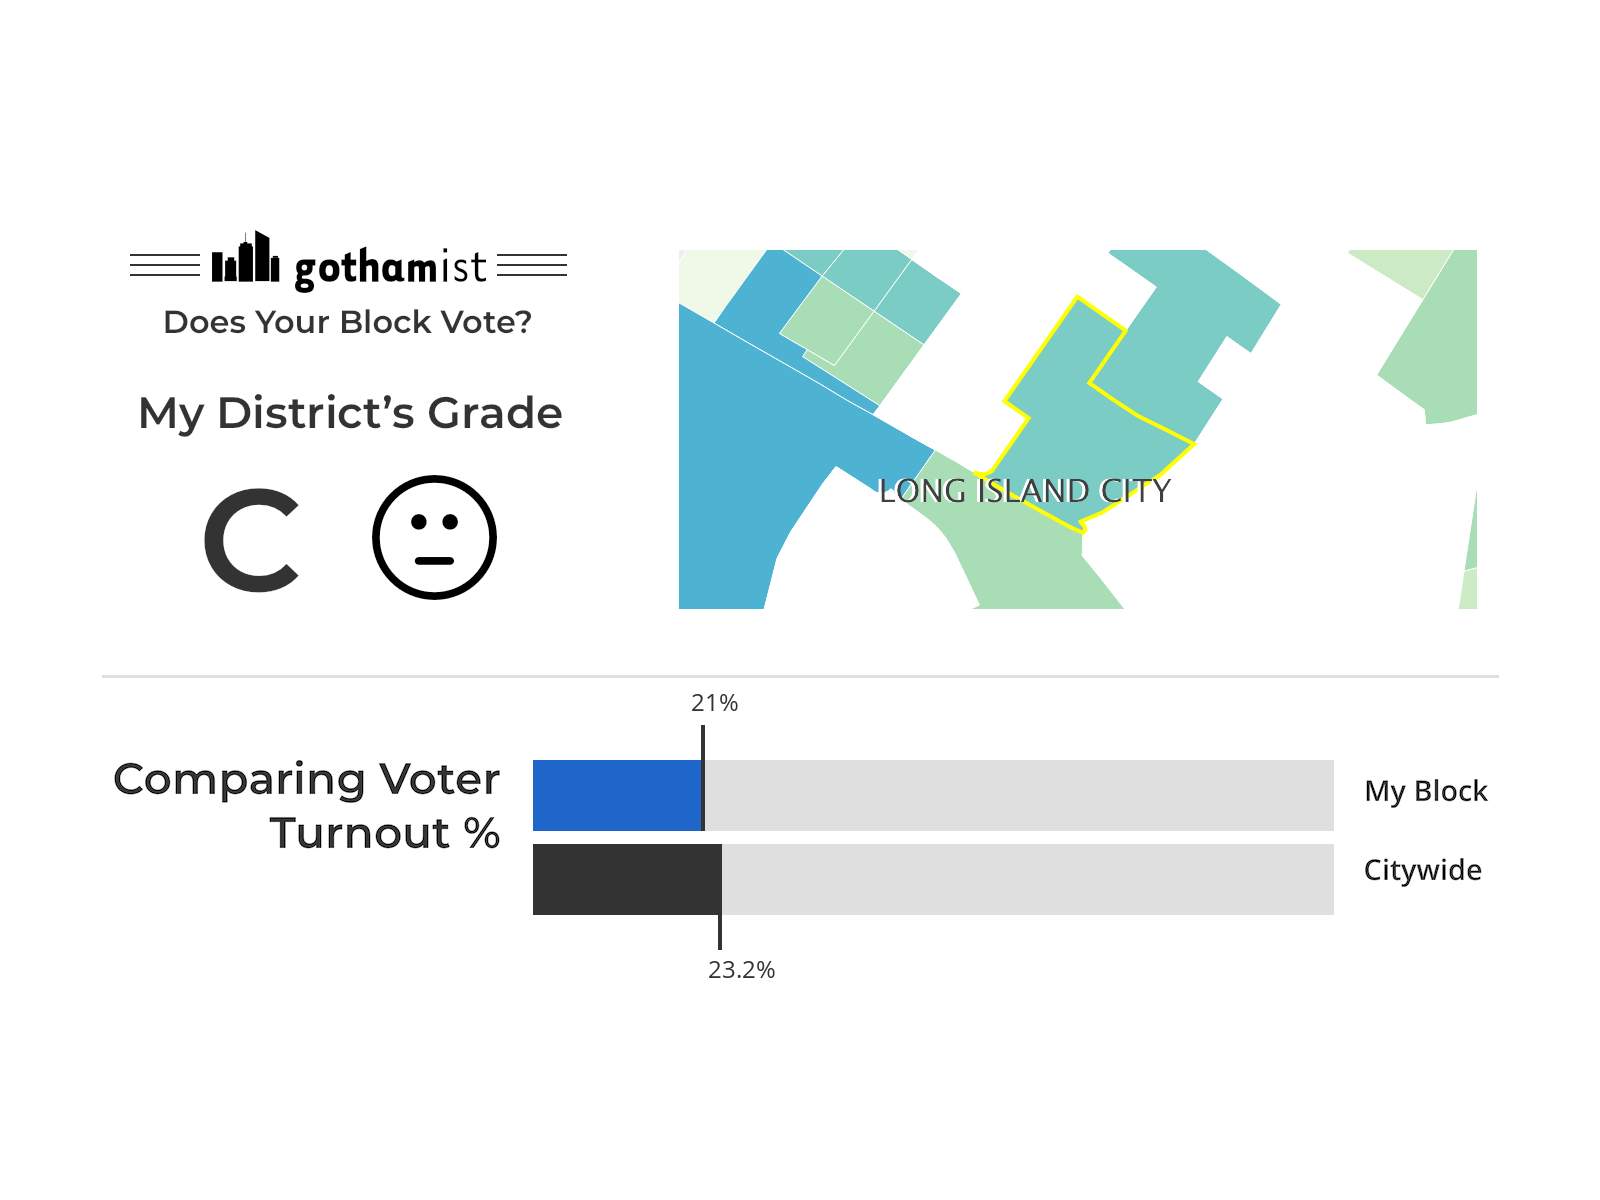 gothamist
Does Your Block Vote?
My District’s Grade
C
LONG ISLAND CITY
21%
Comparing Voter
Turnout %
My Block
Citywide
23.2%